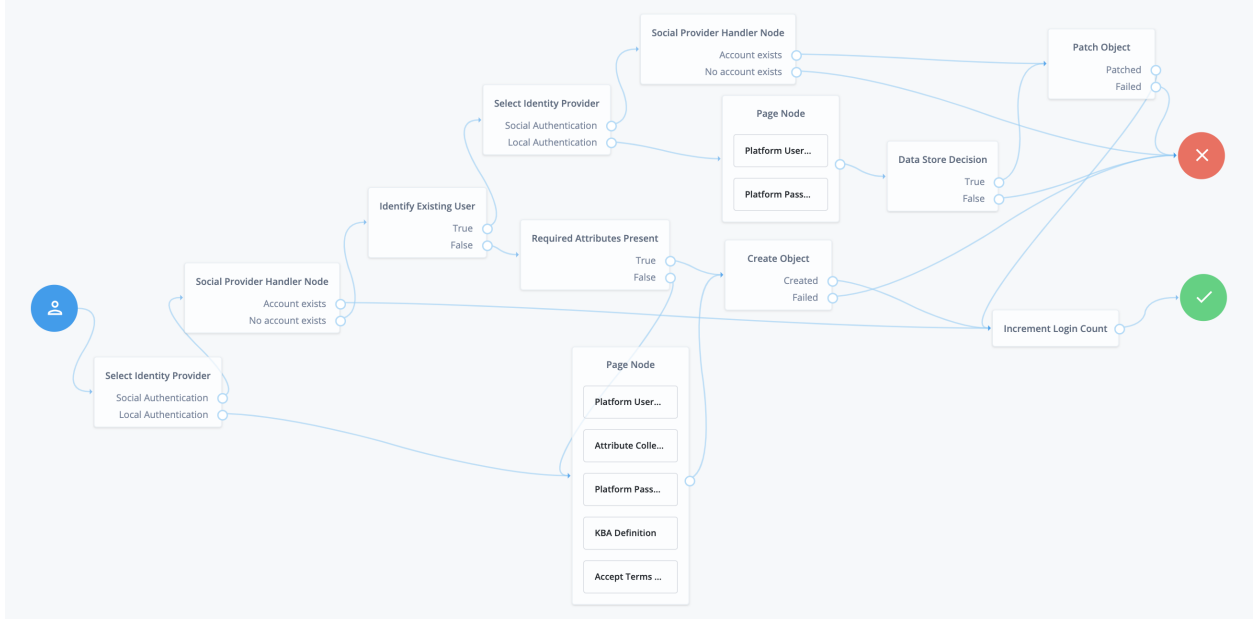 Social Provider Handler Node
Account exists
No account exists
Patch Object
Patched
Failed
Select Identity Provider
Social Authentication
Local Authentication
Page Node
Platform User...
Platform Pass...
Data Store Decision
True
False
Identify Existing User
True
False
Required Attributes Present
True
False
Create Object
Created
Failed
Social Provider Handler Node
Account exists
No account exists
Increment Login Count
Select Identity Provider
Social Authentication
Local Authentication
Page Node
Platform User...
Attribute Colle...
Platform Pass...
KBA Definition
Accept Terms ...